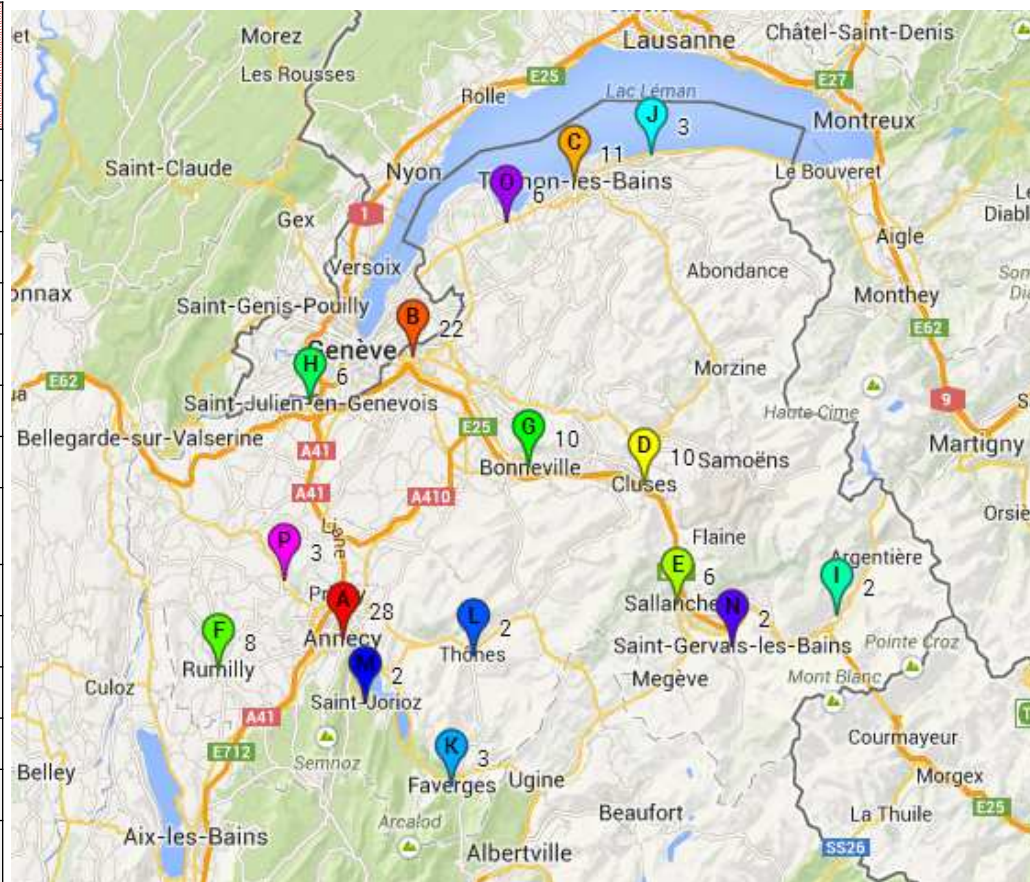 et
Morez
Lausanne
Châtel-Saint-Denis
Les Rousses
E25
E27
Rolle
Lac Léman
J
3
Montreux
C
11
Saint-Claude
Nyon
Thonon-les-Bains
Le Bouveret
O
6
Gex
1
Aigle
Versoix
Abondance
onnax
Saint-Genis-Pouilly
Monthey
B
22
E62
Genève
H
6
Morzine
E62
Saint-Julien-en-Genevois
9
Haute Cime
Bellegarde-sur-Valserine
E25
G
10
D
10
Samoëns
Martigny
A41
Bonneville
Cluses
A41
A410
Flaine
P
3
Argentière
E
6
I
2
A
28
L
2
Sallanches
N
2
F
8
Annecy
Saint-Gervais-les-Bains
Thônes
Rumilly
M
2
Megève
Mont Blanc
Culoz
Saint-Jorioz
A41
Courmayeur
E712
K
3
Belley
Semnoz
Faverges
Ugine
Morgex
E25
Beaufort
La Thuile
Arcalod
Aix-les-Bains
Albertville
SS26